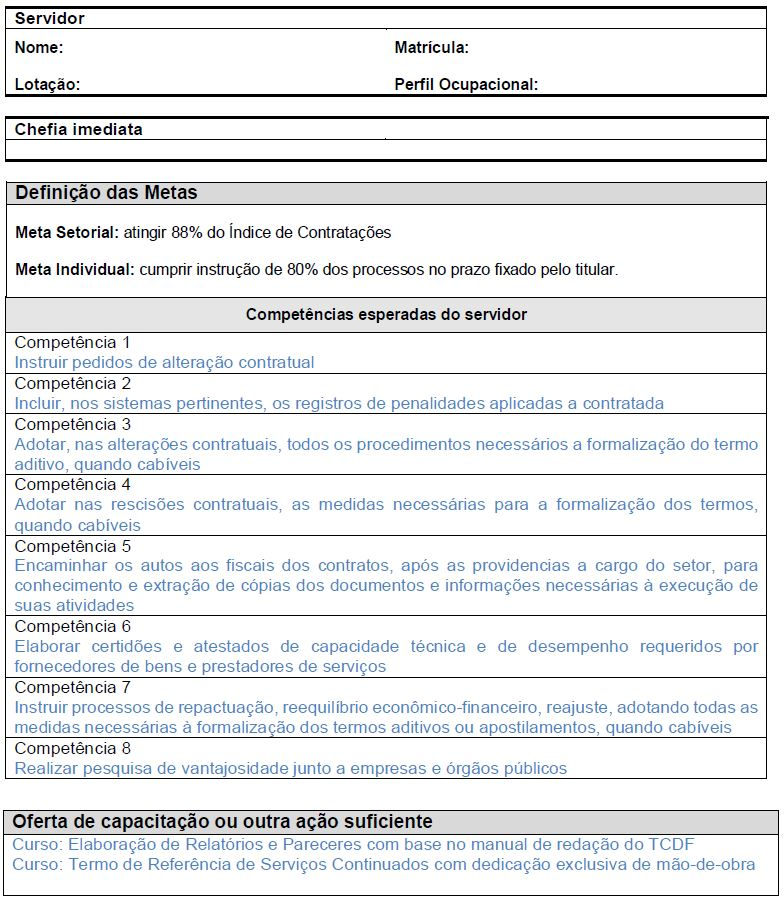 Servidor
Nome: Matrícula:
Lotação: Perfil Ocupacional:
Chefia imediata
Definição das Metas
Meta Setorial: atingir 88% do Índice de Contratações
Meta Individual: cumprir instrução de 80% dos processos no prazo fixado pelo titular.
Competências esperadas do servidor
Competência 1
Instruir pedidos de alteração contratual
Competência 2
Incluir, nos sistemas pertinentes, os registros de penalidades aplicadas a contratada
Competência 3
Adotar, nas alterações contratuais, todos os procedimentos necessários a formalização do termo
aditivo, quando cabíveis
Competência 4
Adotar nas rescisões contratuais, as medidas necessárias para a formalização dos termos,
quando cabíveis
Competência 5
Encaminhar os autos aos fiscais dos contratos, após as providencias a cargo do setor, para
conhecimento e extração de cópias dos documentos e informações necessárias à execução de
suas atividades
Competência 6
Elaborar certidões e atestados de capacidade técnica e de desempenho requeridos por
fornecedores de bens e prestadores de serviços
Competência 7
Instruir processos de repactuação, reequilíbrio econômico-financeiro, reajuste, adotando todas as
medidas necessárias à formalização dos termos aditivos ou apostilamentos, quando cabíveis
Competência 8
Realizar pesquisa de vantajosidade junto a empresas e órgãos públicos
Oferta de capacitação ou outra ação suficiente
Curso: Elaboração de Relatórios e Pareceres com base no manual de redação do TCDF
Curso: Termo de Referência de Serviços Continuados com dedicação exclusiva de mão-de-obra